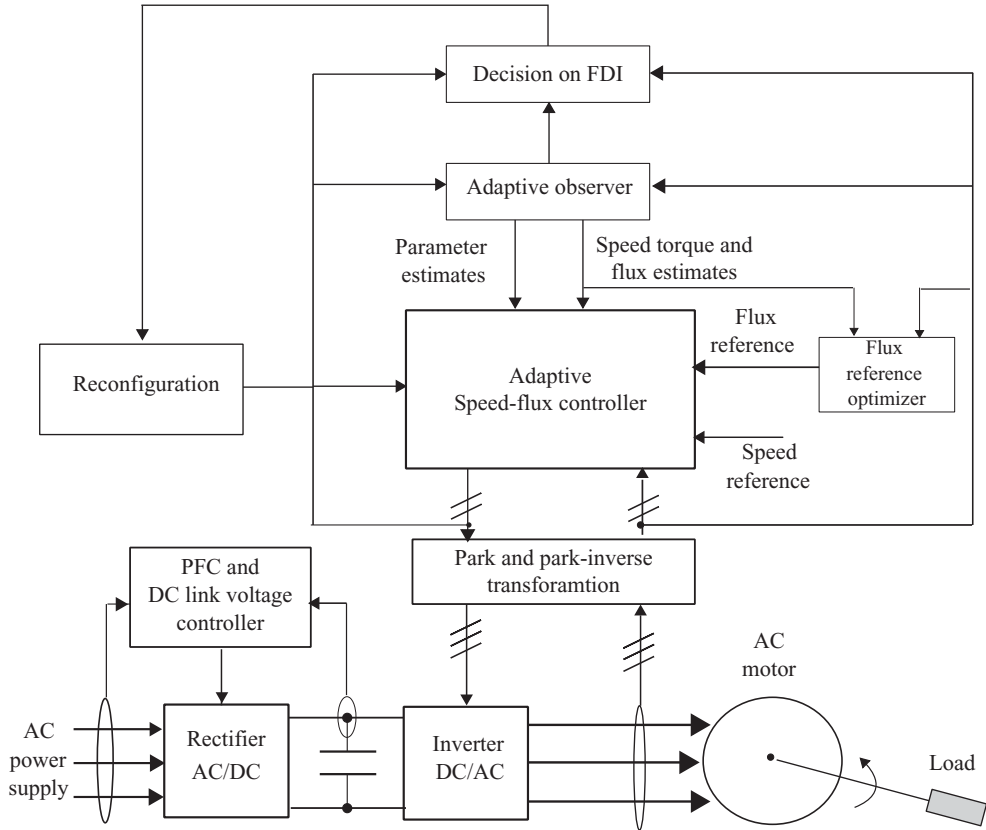 Decision on FDI
Adaptive observer
Parameter
estimates
Speed torque and
flux estimates
Flux
reference
Reconfiguration
Adaptive
Speed-flux controller
Flux
reference
optimizer
Speed
reference
PFC and
DC link voltage
controller
Park and park-inverse
transforamtion
AC
motor
AC
power
supply
Rectifier
AC/DC
Inverter
DC/AC
Load